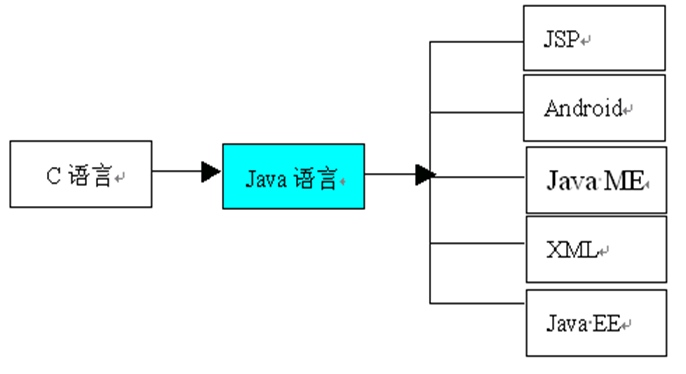 C 语言
Java 语言
JSP
Android
Java ME
XML
Java EE